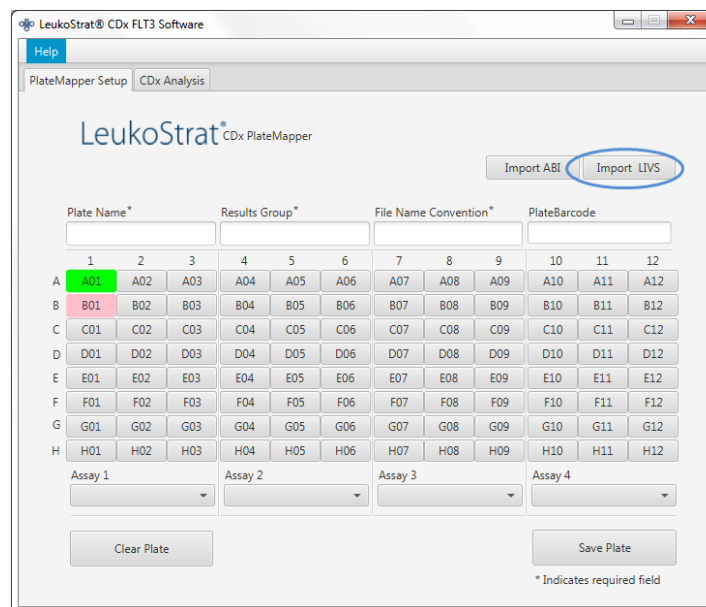 LeukoStrat® CDx FLT3 Software
Help
PlateMapper Setup CDx Analysis
LeukoStrat® CDx PlateMapper
Import ABI Import LIVS
Plate Name* Results Group* File Name Convention* PlateBarcode
1 2 3 4 5 6 7 8 9 10 11 12
A A01 A02 A03 A04 A05 A06 A07 A08 A09 A10 A11 A12
B B01 B02 B03 B04 B05 B06 B07 B08 B09 B10 B11 B12
C C01 C02 C03 C04 C05 C06 C07 C08 C09 C10 C11 C12
D D01 D02 D03 D04 D05 D06 D07 D08 D09 D10 D11 D12
E E01 E02 E03 E04 E05 E06 E07 E08 E09 E10 E11 E12
F F01 F02 F03 F04 F05 F06 F07 F08 F09 F10 F11 F12
G G01 G02 G03 G04 G05 G06 G07 G08 G09 G10 G11 G12
H H01 H02 H03 H04 H05 H06 H07 H08 H09 H10 H11 H12
Assay 1 Assay 2 Assay 3 Assay 4
Clear Plate Save Plate
* Indicates required field